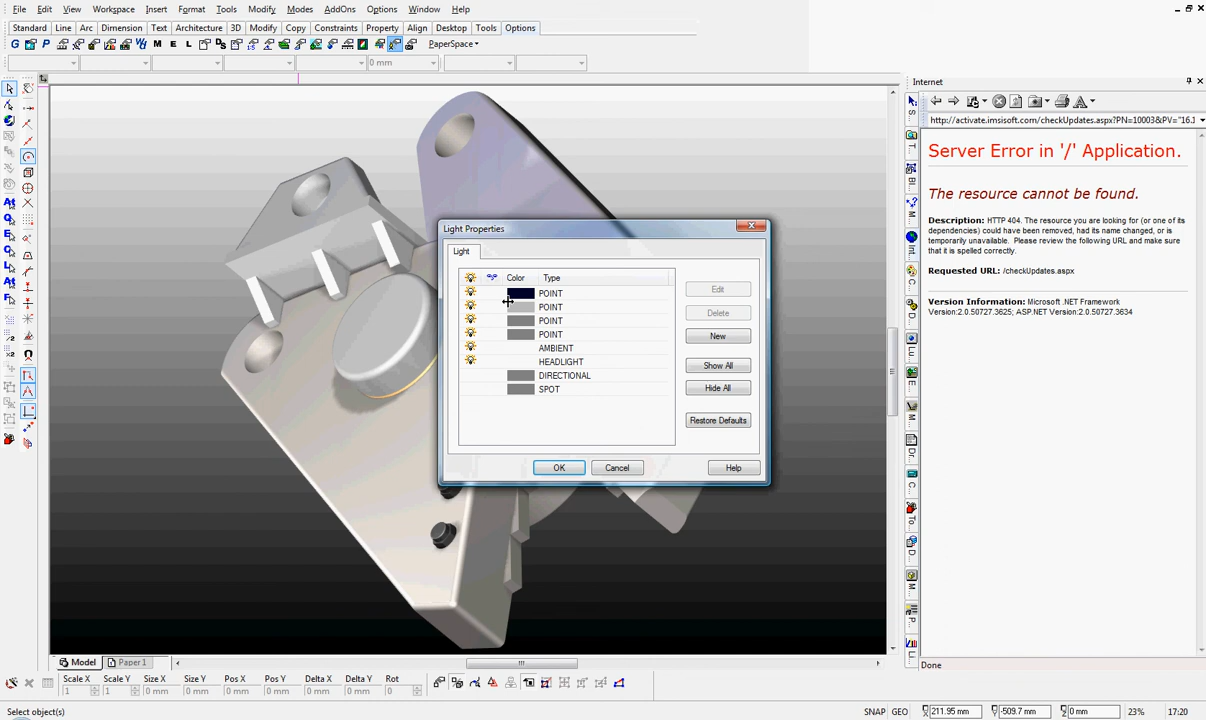 File Edit View Workspace Insert Format Tools Modify Modes AddOns Options Window Help
Standard Line Arc Dimension Text Architecture 3D Modify Copy Constraints Property Align Desktop Tools Options
PaperSpace
0 mm
Internet
http://activate.imsisoft.com/checkUpdates.aspx?PN=10003&PV="16.1
Server Error in '/' Application.
The resource cannot be found.
Description: HTTP 404. The resource you are looking for (or one of its
dependencies) could have been removed, had its name changed, or is
temporarily unavailable. Please review the following URL and make sure
that it is spelled correctly.
Requested URL: /checkUpdates.aspx
Version Information: Microsoft .NET Framework
Version:2.0.50727.3625; ASP.NET Version:2.0.50727.3634
Light Properties
Light
Color Type
POINT
POINT
POINT
POINT
AMBIENT
HEADLIGHT
DIRECTIONAL
SPOT
Edit
Delete
New
Show All
Hide All
Restore Defaults
OK Cancel Help
Model Paper 1
Done
Scale X Scale Y Size X Size Y Pos X Pos Y Delta X Delta Y Rot
1 1 0 mm 0 mm 0 mm 0 mm 0 mm 0 mm 0
Select object(s)
SNAP GEO 211.95 mm -509.7 mm 0 mm 23% 17:20